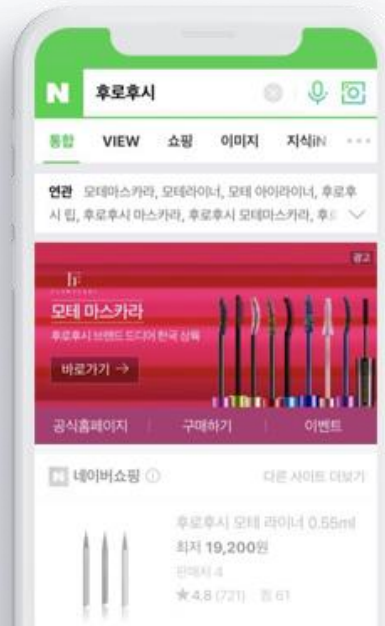 N 후로후시
통합 VIEW 쇼핑 이미지 지식iN
연관 모테마스카라, 모테라이너, 모테 아이라이너, 후로후
시 립, 후로후시 마스카라, 후로후시 모테마스카라, 후로
광고
모테 마스카라
후로후시 브랜드 드디어 한국 상륙
바로가기 →
공식홈페이지 구매하기 이벤트
N 네이버쇼핑 다른 사이트 더보기
후로후시 모테 라이너 0.55ml
최저 19,200원
판매처 4
★4.8 (721) 찜 61